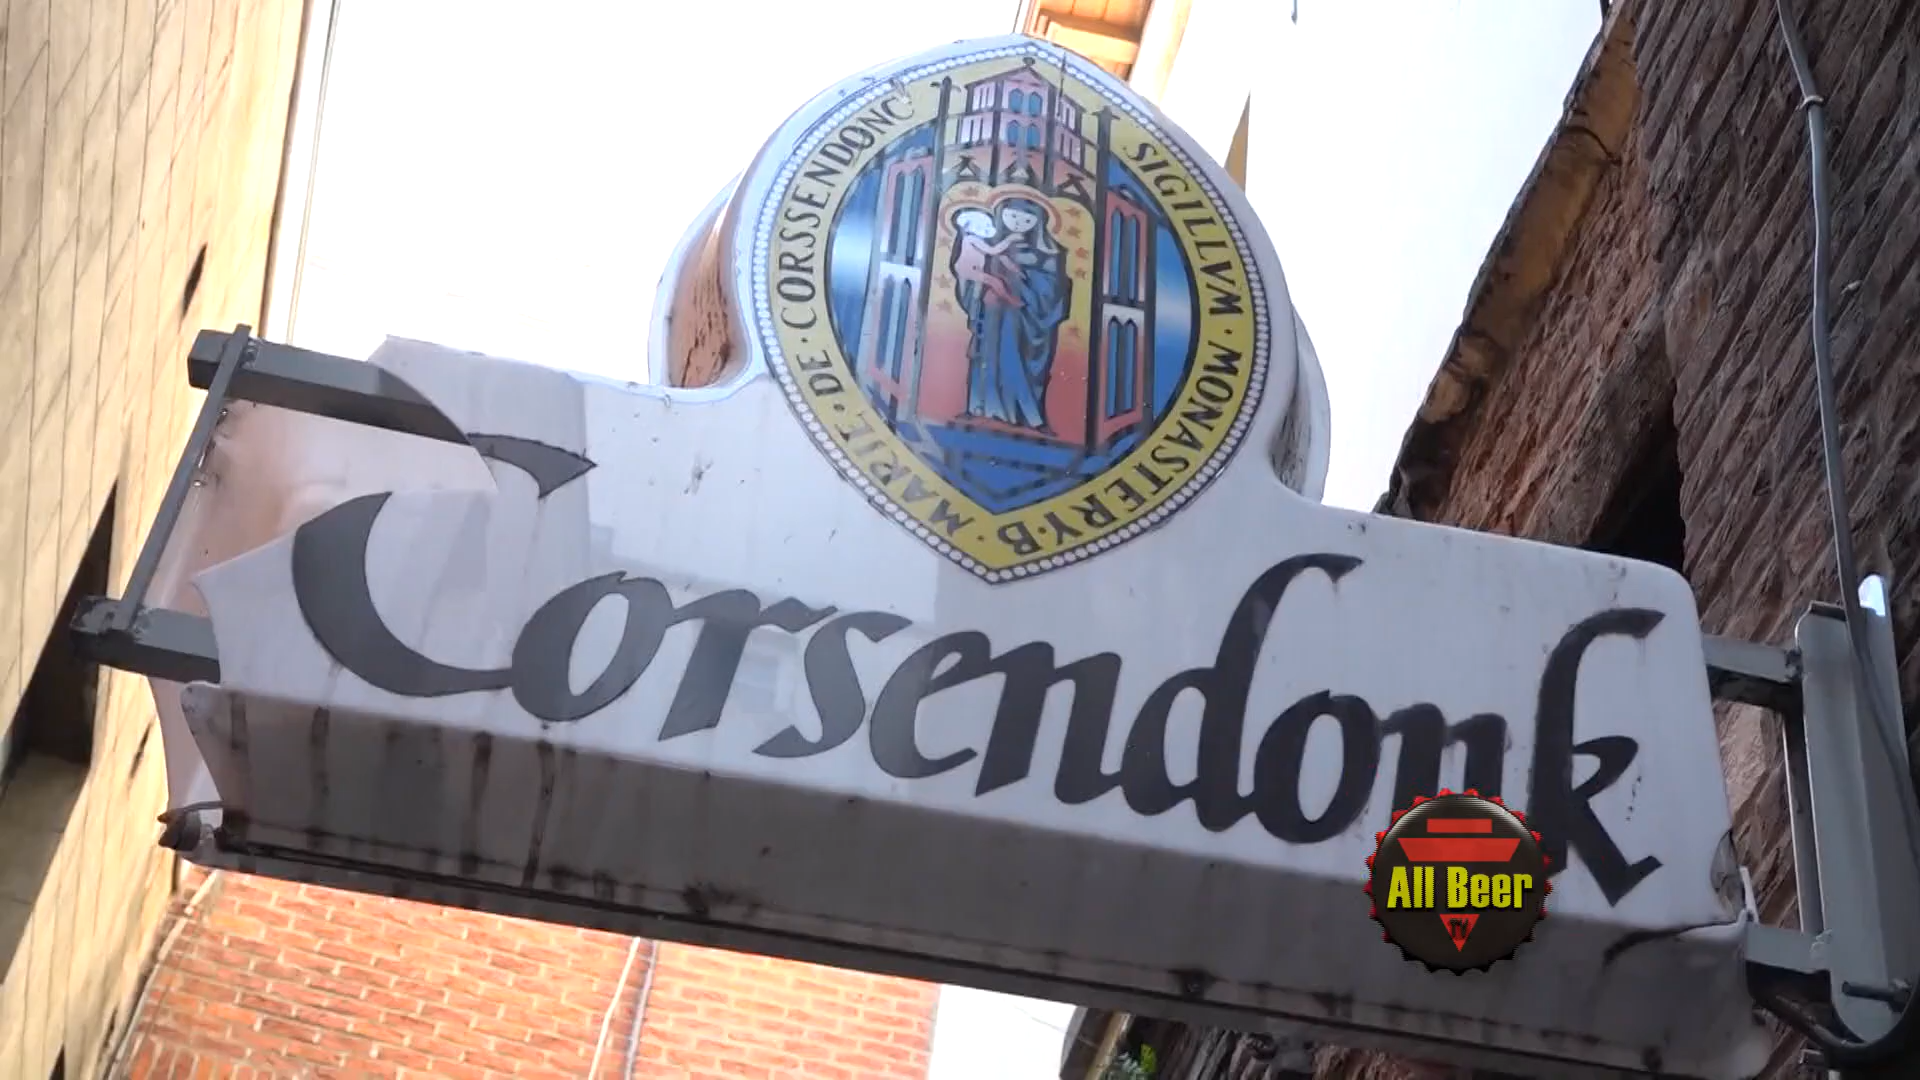 SIGILLVM · MONASTERY · B · MARIE · DE · CORSSENDONC
Corsendonk
All Beer
TV